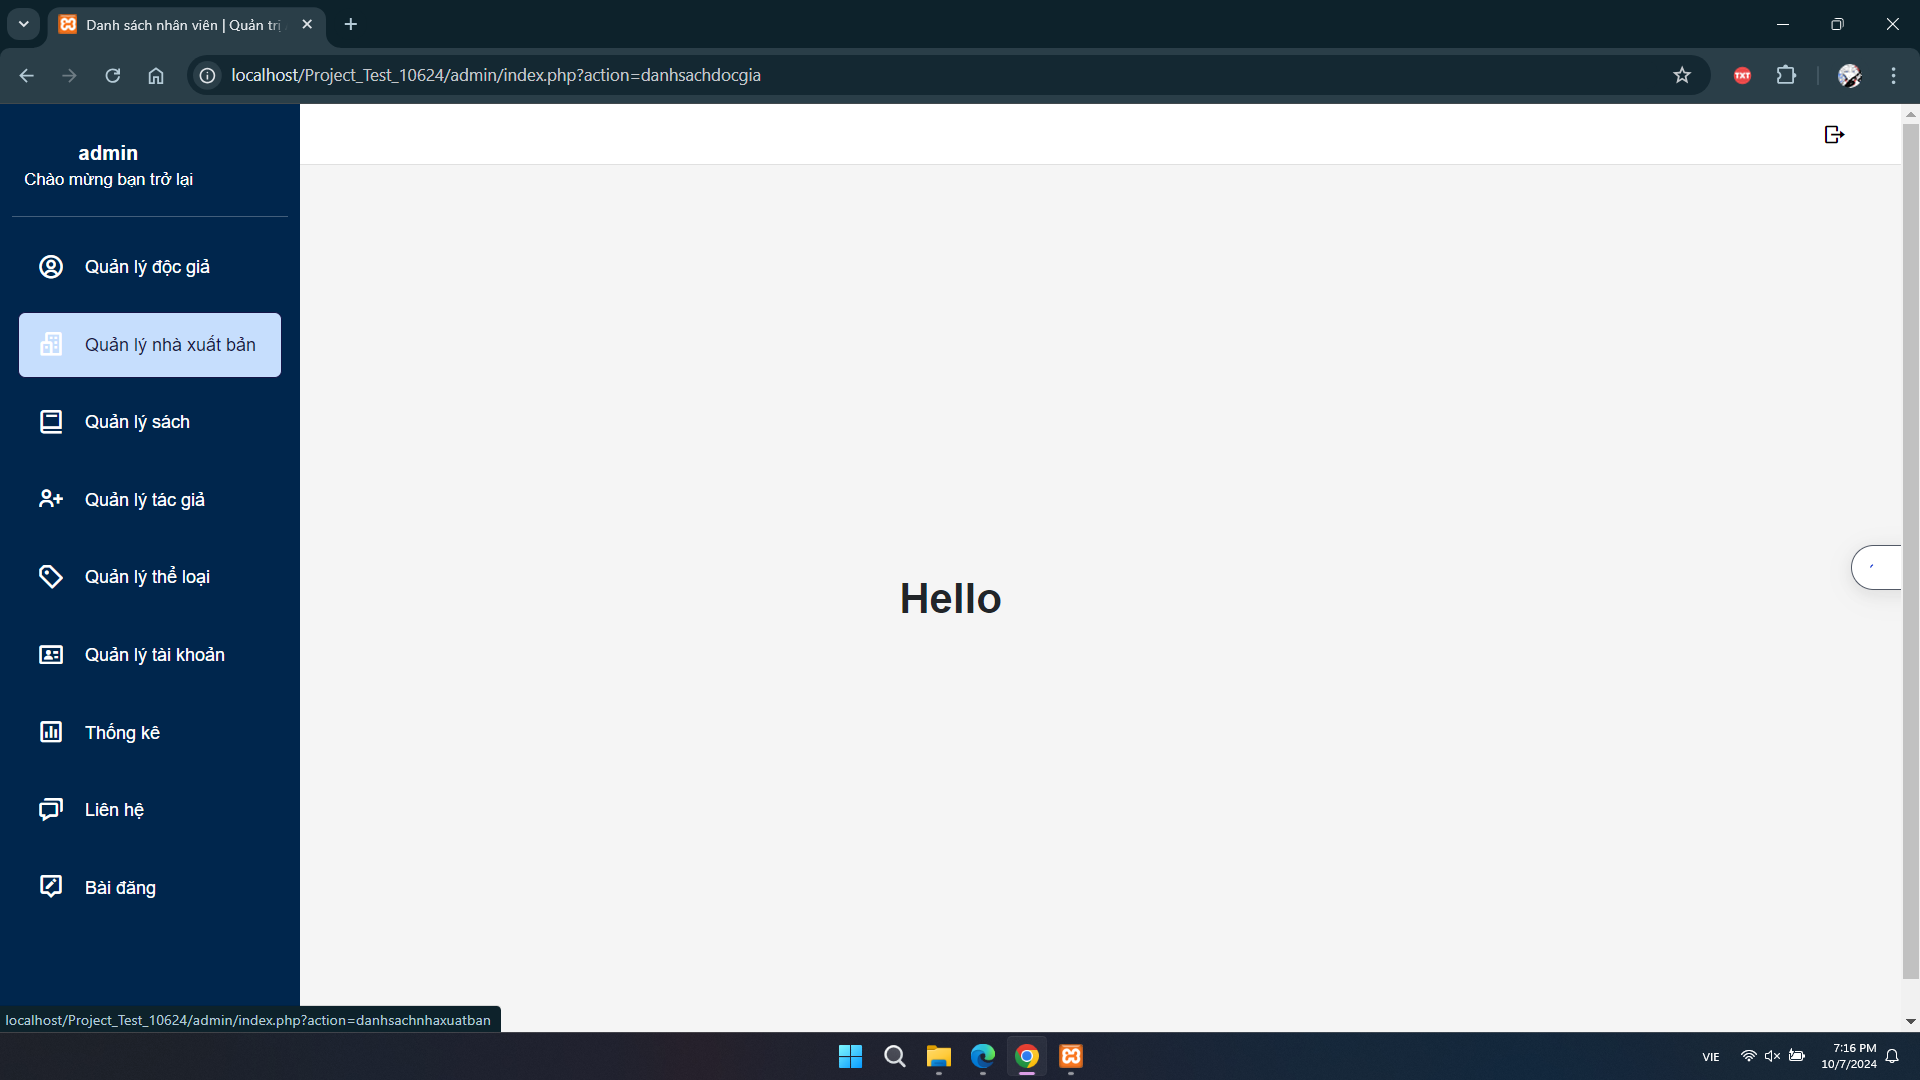 Danh sách nhân viên | Quản trị
localhost/Project_Test_10624/admin/index.php?action=danhsachdocgia
TXT
admin
Chào mừng bạn trở lại
Quản lý độc giả
Quản lý nhà xuất bản
Quản lý sách
Quản lý tác giả
Quản lý thể loại
Quản lý tài khoản
Thống kê
Liên hệ
Bài đăng
Hello
localhost/Project_Test_10624/admin/index.php?action=danhsachnhaxuatban
VIE
7:16 PM
10/7/2024